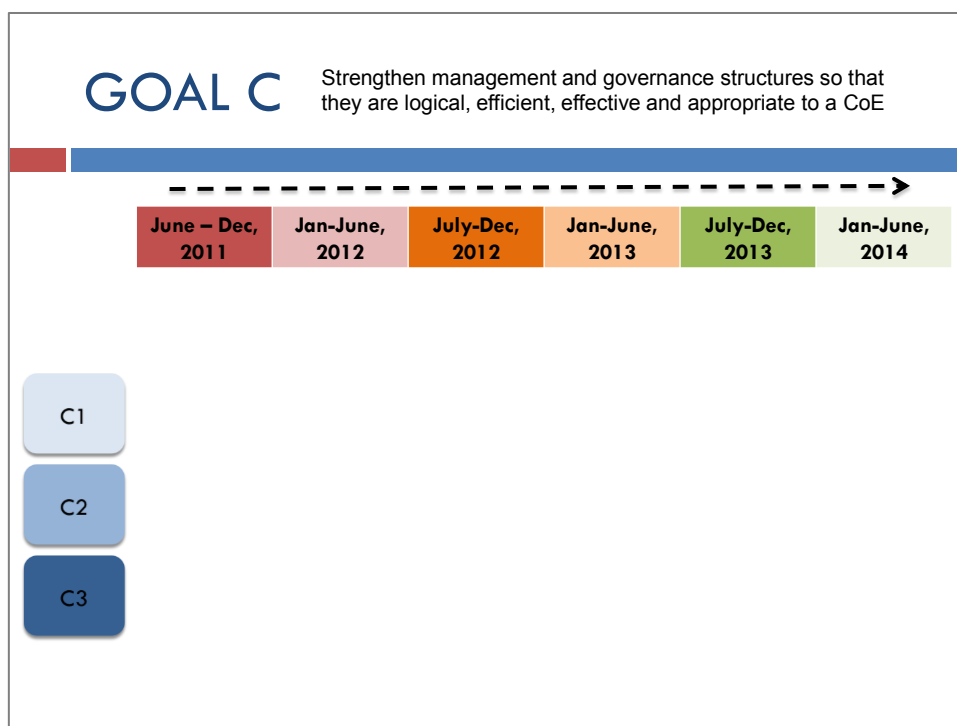 GOAL C
Strengthen management and governance structures so that
they are logical, efficient, effective and appropriate to a CoE
June – Dec,
2011
Jan-June,
2012
July-Dec,
2012
Jan-June,
2013
July-Dec,
2013
Jan-June,
2014
C1
C2
C3